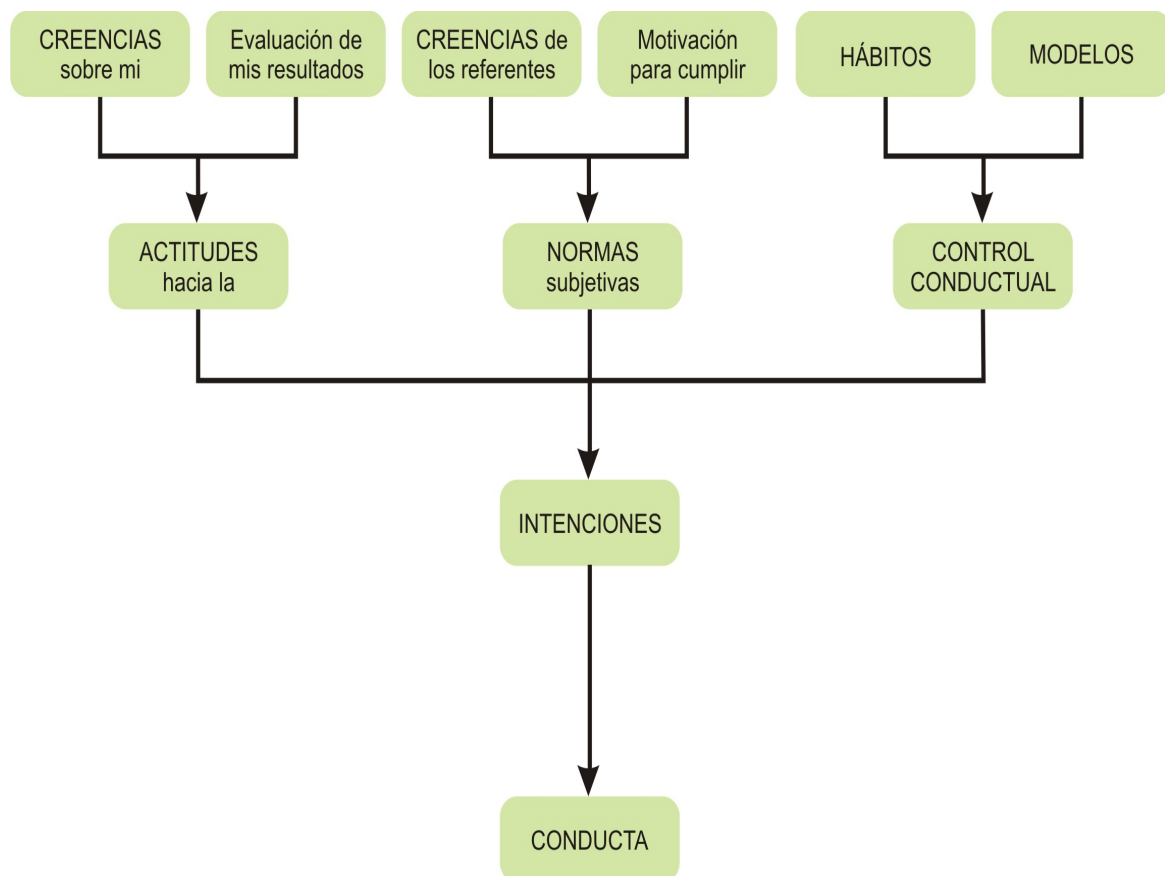 CREENCIAS
sobre mi
Evaluación de
mis resultados
CREENCIAS de
los referentes
Motivación
para cumplir
HÁBITOS
MODELOS
ACTITUDES
hacia la
NORMAS
subjetivas
CONTROL
CONDUCTUAL
INTENCIONES
CONDUCTA